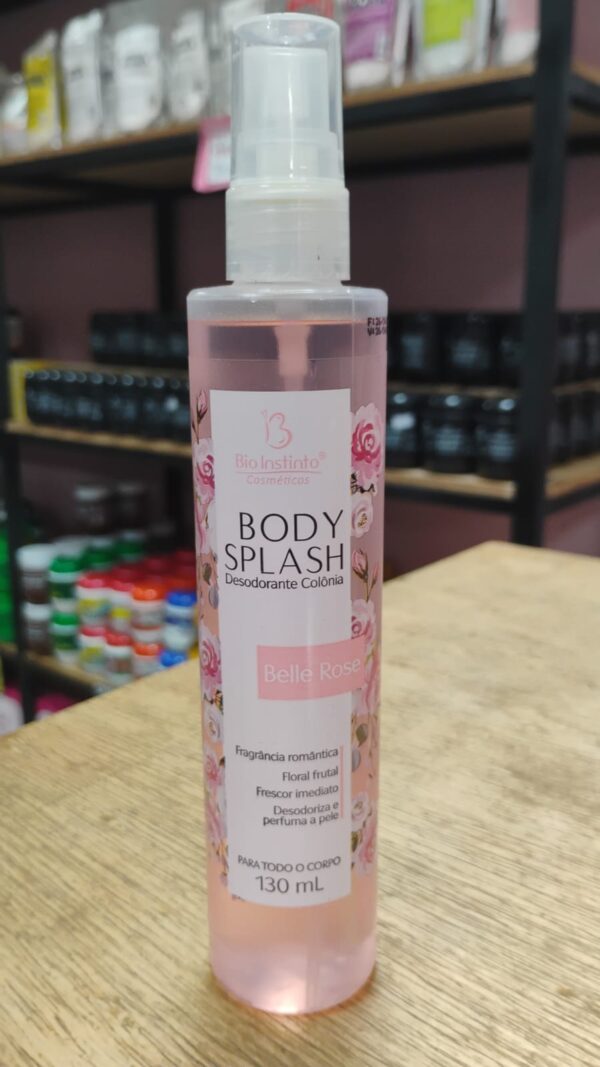 Bio Instinto®
Cosméticos
BODY
SPLASH
Desodorante Colônia
Belle Rose
Fragrância romântica
Floral frutal
Frescor imediato
Desodoriza e
perfuma a pele
PARA TODO O CORPO
130 mL